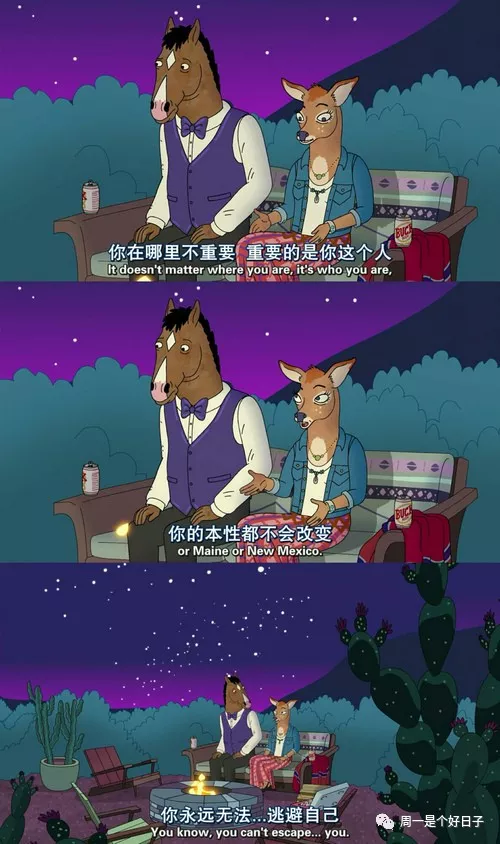 BUCK
你在哪里不重要 重要的是你这个人
It doesn't matter where you are, it's who you are,
BUCK
你的本性都不会改变
or Maine or New Mexico.
你永远无法...逃避自己
You know, you can't escape... you.
周一是个好日子